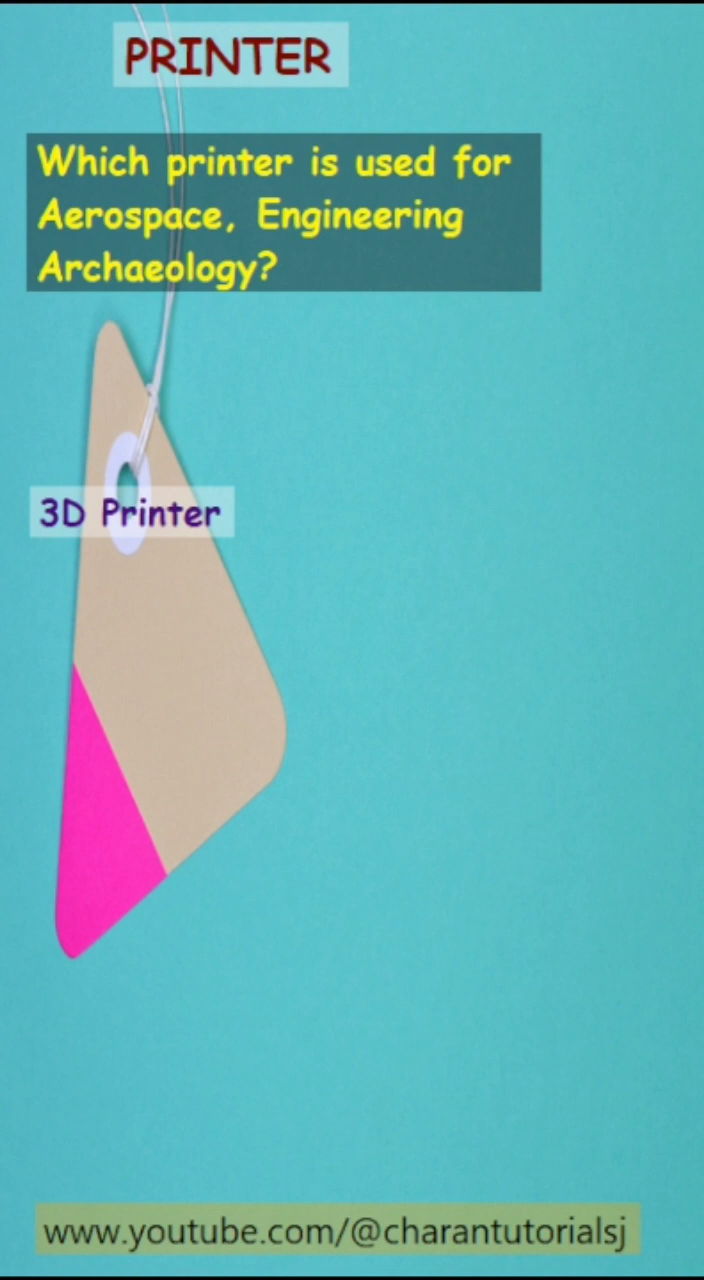 PRINTER
Which printer is used for
Aerospace, Engineering
Archaeology?
3D Printer
www.youtube.com/@charantutorialsj